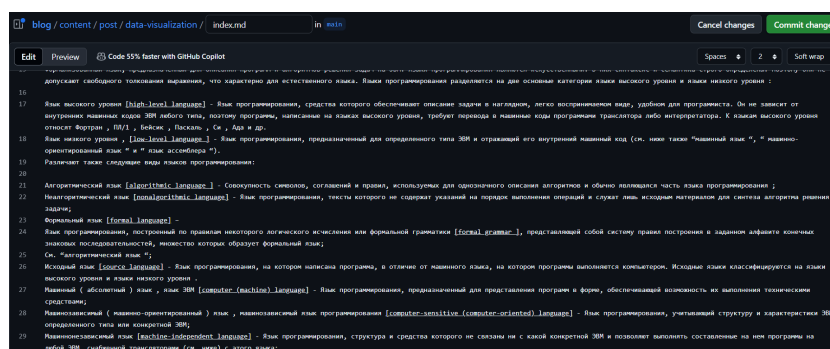 blog / content / post / data-visualization / index.md in main Cancel changes Commit change
Edit Preview Code 55% faster with GitHub Copilot Spaces 2 Soft wrap
допускают свободного толкования выражения, что характерно для естественного языка. Языки программирования разделяются на две основные категории языки высокого уровня и языки низкого уровня :
16
17 Язык высокого уровня [high-level language] - Язык программирования, средства которого обеспечивают описание задачи в наглядном, легко воспринимаемом виде, удобном для программиста. Он не зависит от
внутренних машинных кодов ЭВМ любого типа, поэтому программы, написанные на языках высокого уровня, требуют перевода в машинные коды программами транслятора либо интерпретатора. К языкам высокого уровня
относят Фортран , ПЛ/1 , Бейсик , Паскаль , Си , Ада и др.
18 Язык низкого уровня , [low-level language ] - Язык программирования, предназначенный для определенного типа ЭВМ и отражающий его внутренний машинный код (см. ниже также “машинный язык “, “ машинно-
ориентированный язык “ и “ язык ассемблера “).
19 Различают также следующие виды языков программирования:
20
21 Алгоритмический язык [algorithmic language ] - Совокупность символов, соглашений и правил, используемых для однозначного описания алгоритмов и обычно являющаяся часть языка программирования ;
22 Неалгоритмический язык [nonalgorithmic language] - Язык программирования, тексты которого не содержат указаний на порядок выполнения операций и служат лишь исходным материалом для синтеза алгоритма решения
задачи;
23 Формальный язык [formal language] –
24 Язык программирования, построенный по правилам некоторого логического исчисления или формальной грамматики [formal grammar ], представляющей собой систему правил построения в заданном алфавите конечных
знаковых последовательностей, множество которых образует формальный язык;
25 См. “алгоритмический язык “;
26 Исходный язык [source language] - Язык программирования, на котором написана программа, в отличие от машинного языка, на котором программы выполняется компьютером. Исходные языки классифицируются на языки
высокого уровня и языки низкого уровня .
27 Машинный ( абсолютный ) язык , язык ЭВМ [computer (machine) language] - Язык программирования, предназначенный для представления программ в форме, обеспечивающей возможность их выполнения техническими
средствами;
28 Машинозависимый ( машинно-ориентированный ) язык , машиннозависимый язык программирования [computer-sensitive (computer-oriented) language] - Язык программирования, учитывающий структуру и характеристики ЭВ
определенного типа или конкретной ЭВМ;
29 Машиннонезависимый язык [machine-independent language] - Язык программирования, структура и средства которого не связаны ни с какой конкретной ЭВМ и позволяют выполнять составленные на нем программы на
любой ЭВМ, снабженной трансляторами (см. ниже) с этого языка;